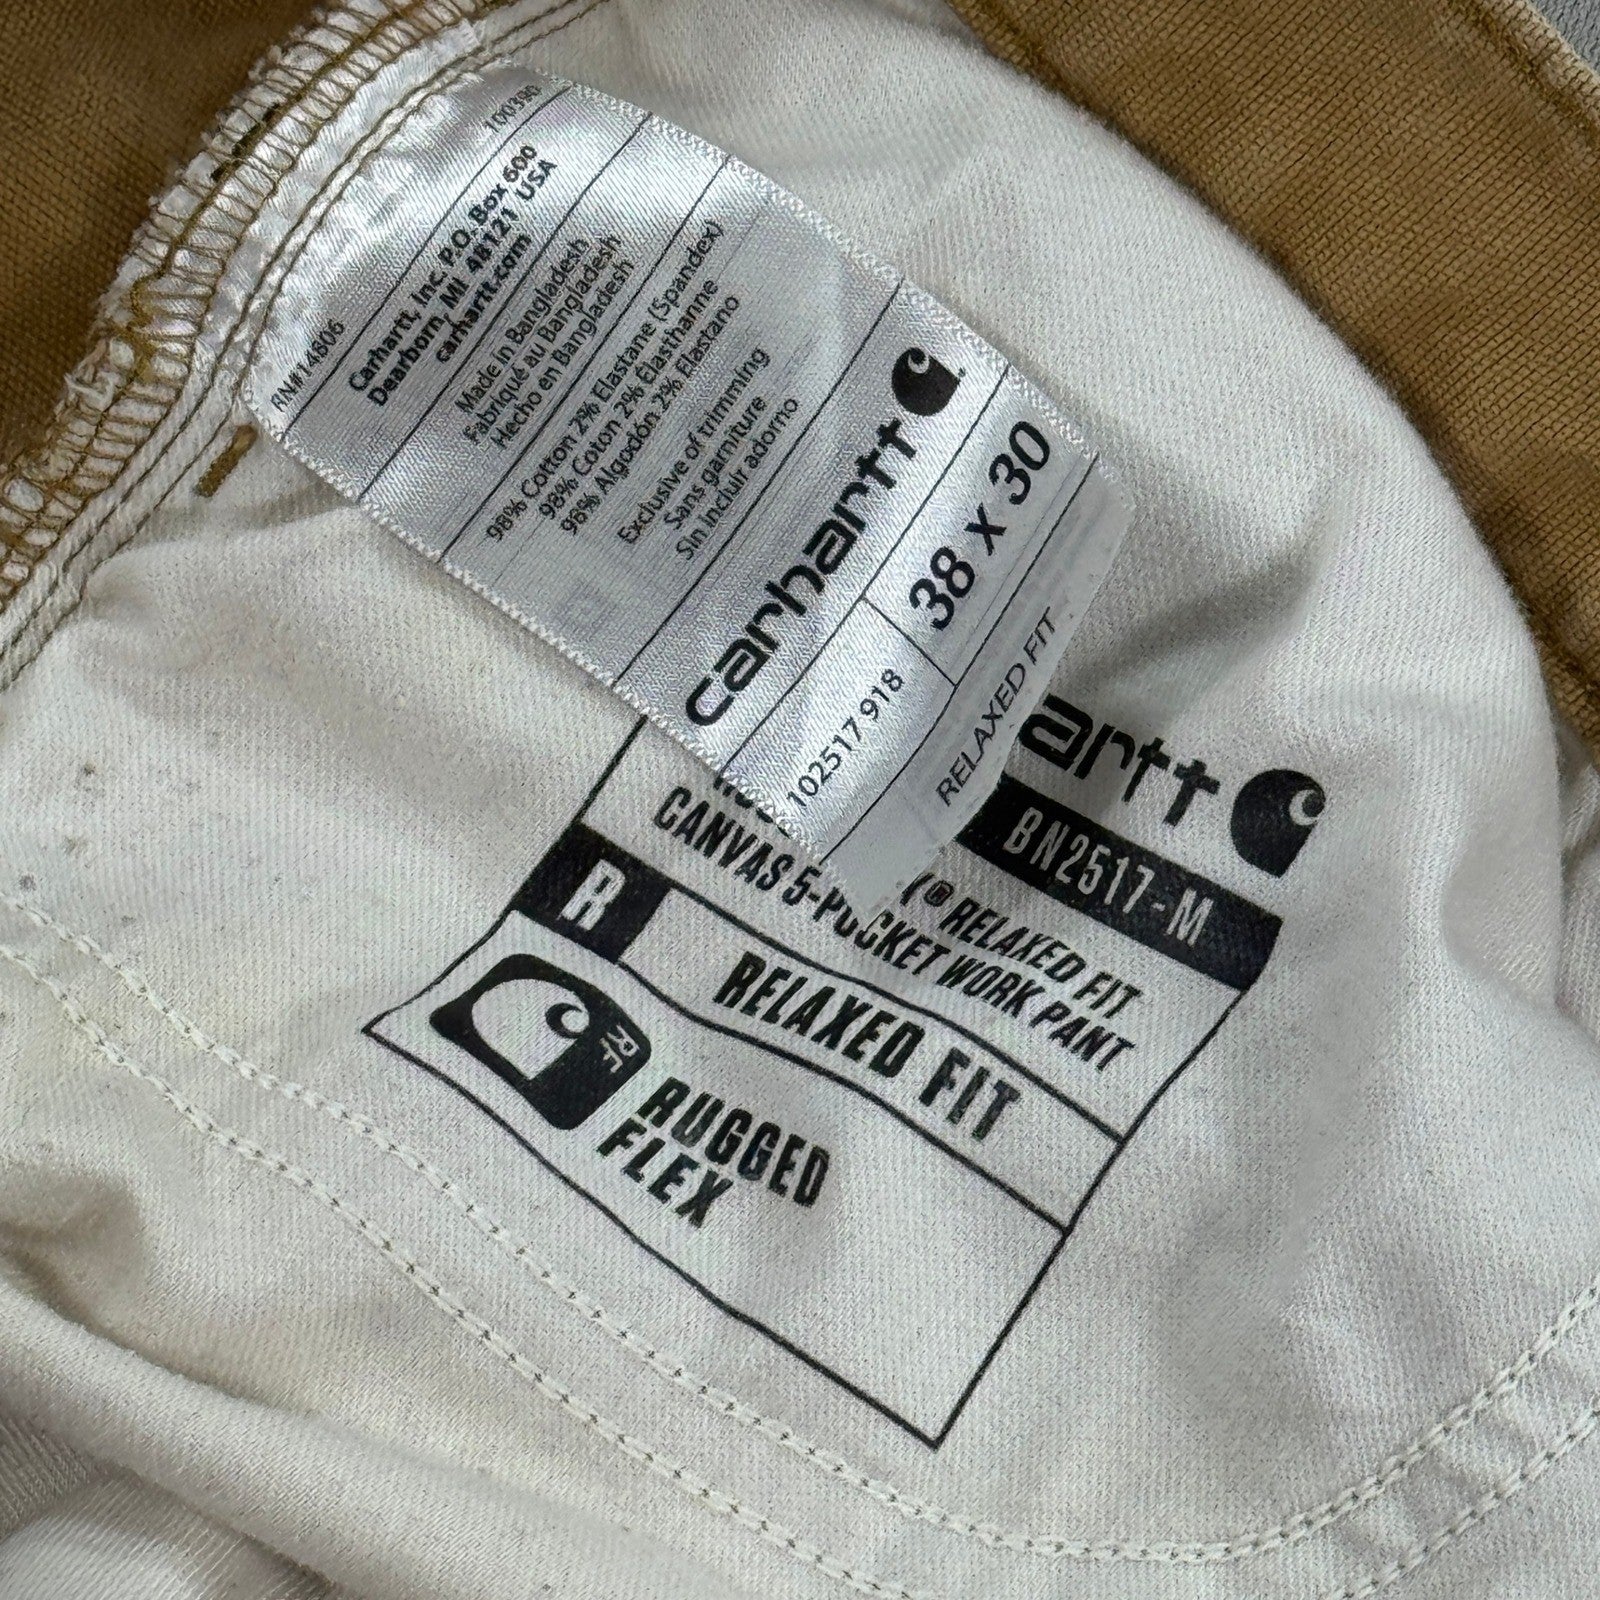 100390
RN#14806
Carhartt, Inc. P.O. Box 600
Dearborn, MI 48121 USA
carhartt.com
Made in Bangladesh
Fabriqué au Bangladesh
Hecho en Bangladesh
98% Cotton 2% Elastane (Spandex)
98% Coton 2% Élasthanne
98% Algodón 2% Elastano
Exclusive of trimming
Sans garniture
Sin incluir adorno
carhartt
102517 918
38 x 30
RELAXED FIT
artt
BN2517-M
® RELAXED FIT
CANVAS 5-POCKET WORK PANT
R
RELAXED FIT
RF
RUGGED
FLEX